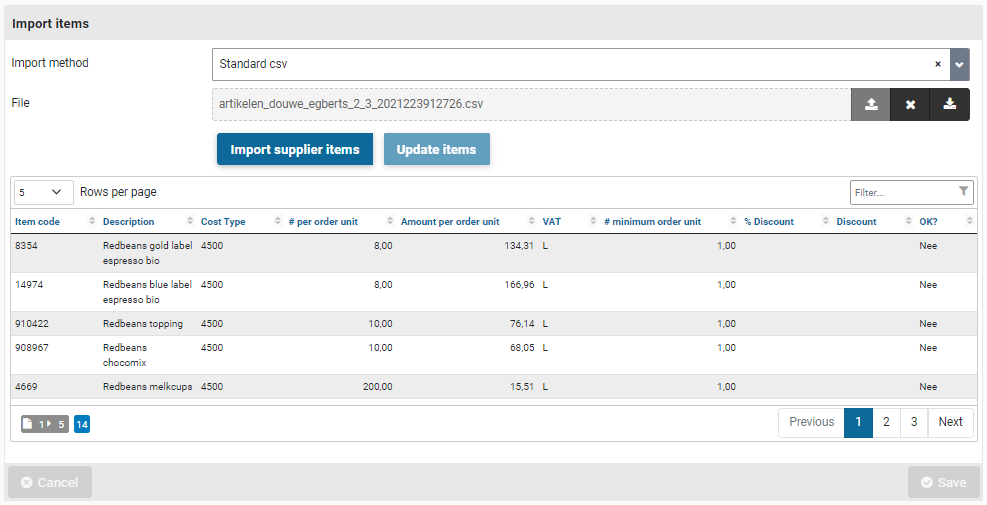 Import items
Import method
Standard csv
×
File
artikelen_douwe_egberts_2_3_2021223912726.csv
Import supplier items Update items
5 Rows per page Filter...
Item code Description Cost Type # per order unit Amount per order unit VAT # minimum order unit % Discount Discount OK?
8354 Redbeans gold label 4500 8,00 134,31 L 1,00 Nee
espresso bio
14974 Redbeans blue label 4500 8,00 166,96 L 1,00 Nee
espresso bio
910422 Redbeans topping 4500 10,00 76,14 L 1,00 Nee
908967 Redbeans 4500 10,00 68,05 L 1,00 Nee
chocomix
4669 Redbeans melkcups 4500 200,00 15,51 L 1,00 Nee
1 5 14 Previous 1 2 3 Next
Cancel Save